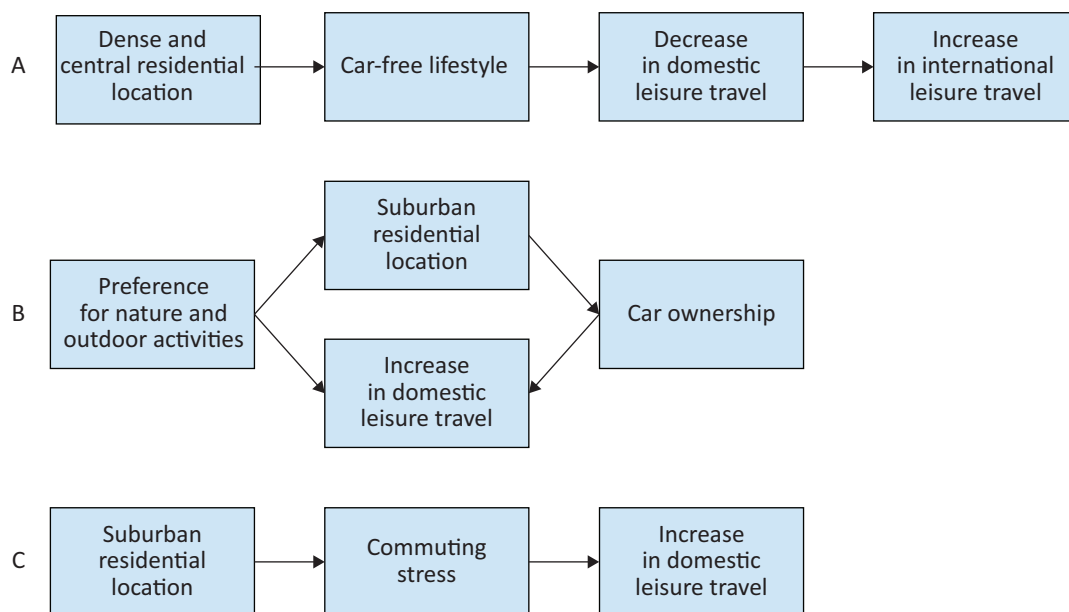 A
Dense and
central residential
location
Car-free lifestyle
Decrease
in domestic
leisure travel
Increase
in international
leisure travel
B
Preference
for nature and
outdoor activities
Suburban
residential
location
Increase
in domestic
leisure travel
Car ownership
C
Suburban
residential
location
Commuting
stress
Increase
in domestic
leisure travel